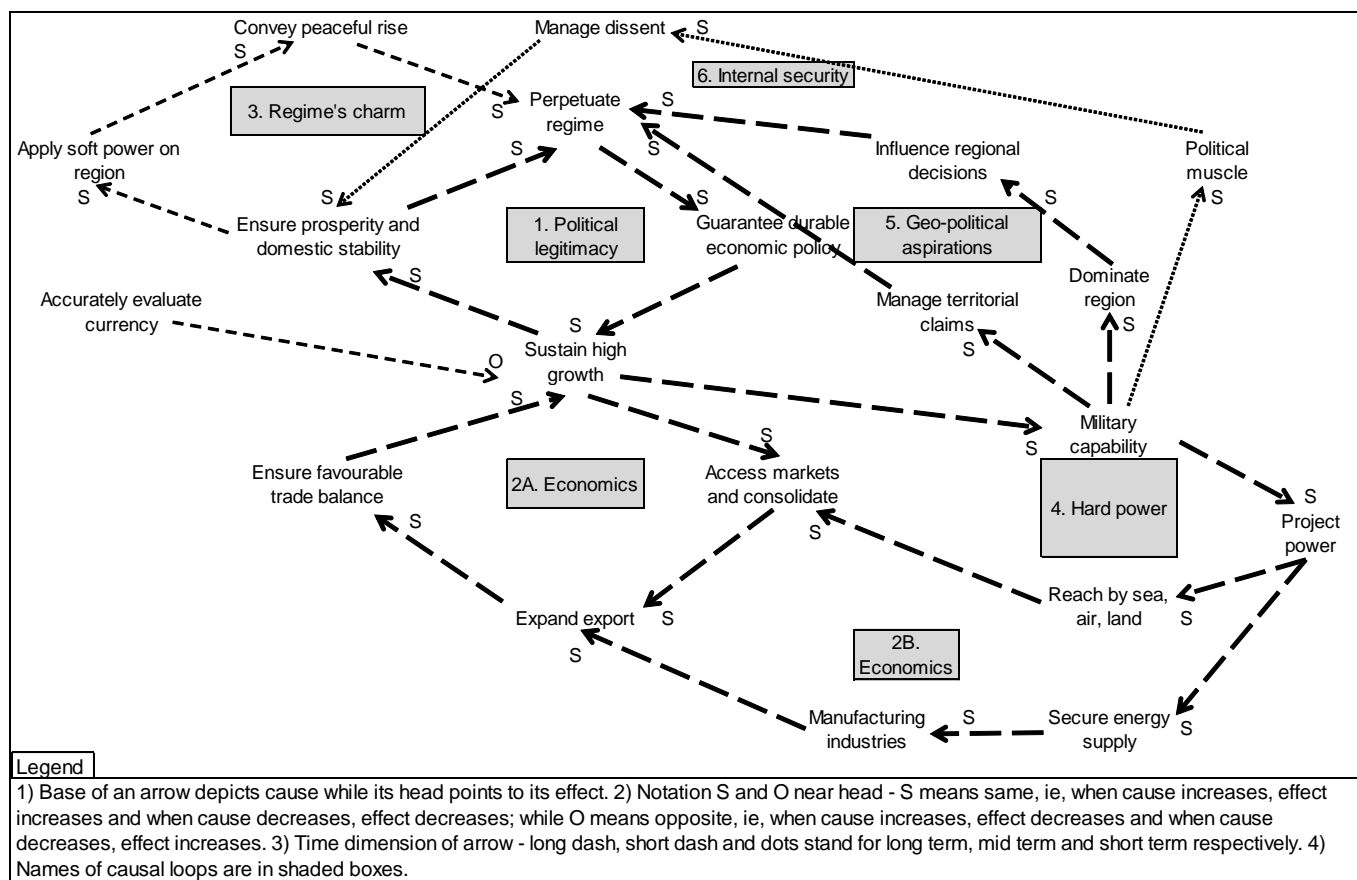 Convey peaceful rise
Manage dissent
S
S
6. Internal security
3. Regime's charm
Perpetuate
regime
S
S
S
Apply soft power on
region
S
S
Influence regional
decisions
Political
muscle
S
S
S
S
Ensure prosperity and
domestic stability
1. Political
legitimacy
Guarantee durable
economic policy
5. Geo-political
aspirations
S
Dominate
region
Accurately evaluate
currency
Manage territorial
claims
S
S
S
O
Sustain high
growth
S
Military
capability
S
S
Ensure favourable
trade balance
2A. Economics
Access markets
and consolidate
4. Hard power
S
S
S
Project
power
Reach by sea,
air, land
Expand export
S
S
S
2B.
Economics
Manufacturing
industries
S
Secure energy
supply
S
Legend
1) Base of an arrow depicts cause while its head points to its effect. 2) Notation S and O near head - S means same, ie, when cause increases, effect
increases and when cause decreases, effect decreases; while O means opposite, ie, when cause increases, effect decreases and when cause
decreases, effect increases. 3) Time dimension of arrow - long dash, short dash and dots stand for long term, mid term and short term respectively. 4)
Names of causal loops are in shaded boxes.